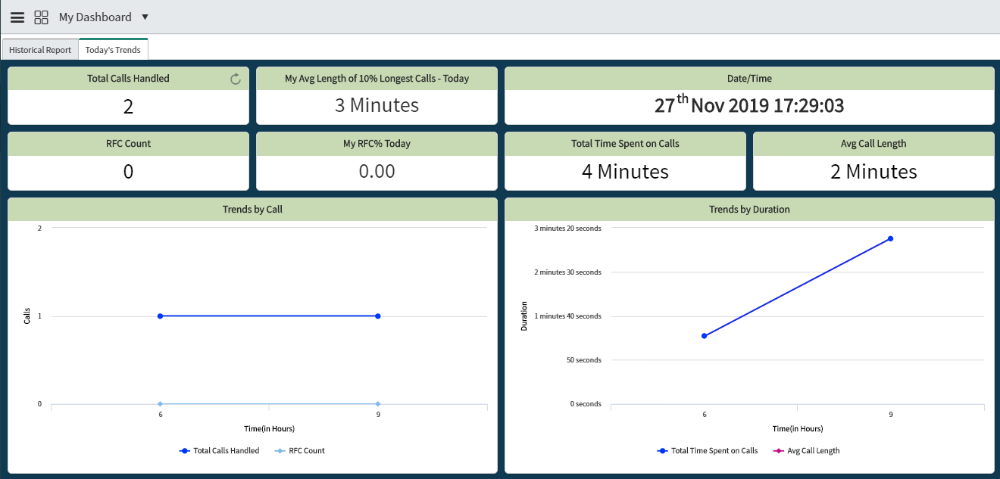 My Dashboard ▼
Historical Report Today's Trends
Total Calls Handled
2
My Avg Length of 10% Longest Calls - Today
3 Minutes
Date/Time
27th Nov 2019 17:29:03
RFC Count
0
My RFC% Today
0.00
Total Time Spent on Calls
4 Minutes
Avg Call Length
2 Minutes
Trends by Call
2
1
0
Calls
6 9
Time(in Hours)
Total Calls Handled RFC Count
Trends by Duration
3 minutes 20 seconds
2 minutes 30 seconds
1 minutes 40 seconds
50 seconds
0 seconds
Duration
6 9
Time(in Hours)
Total Time Spent on Calls Avg Call Length